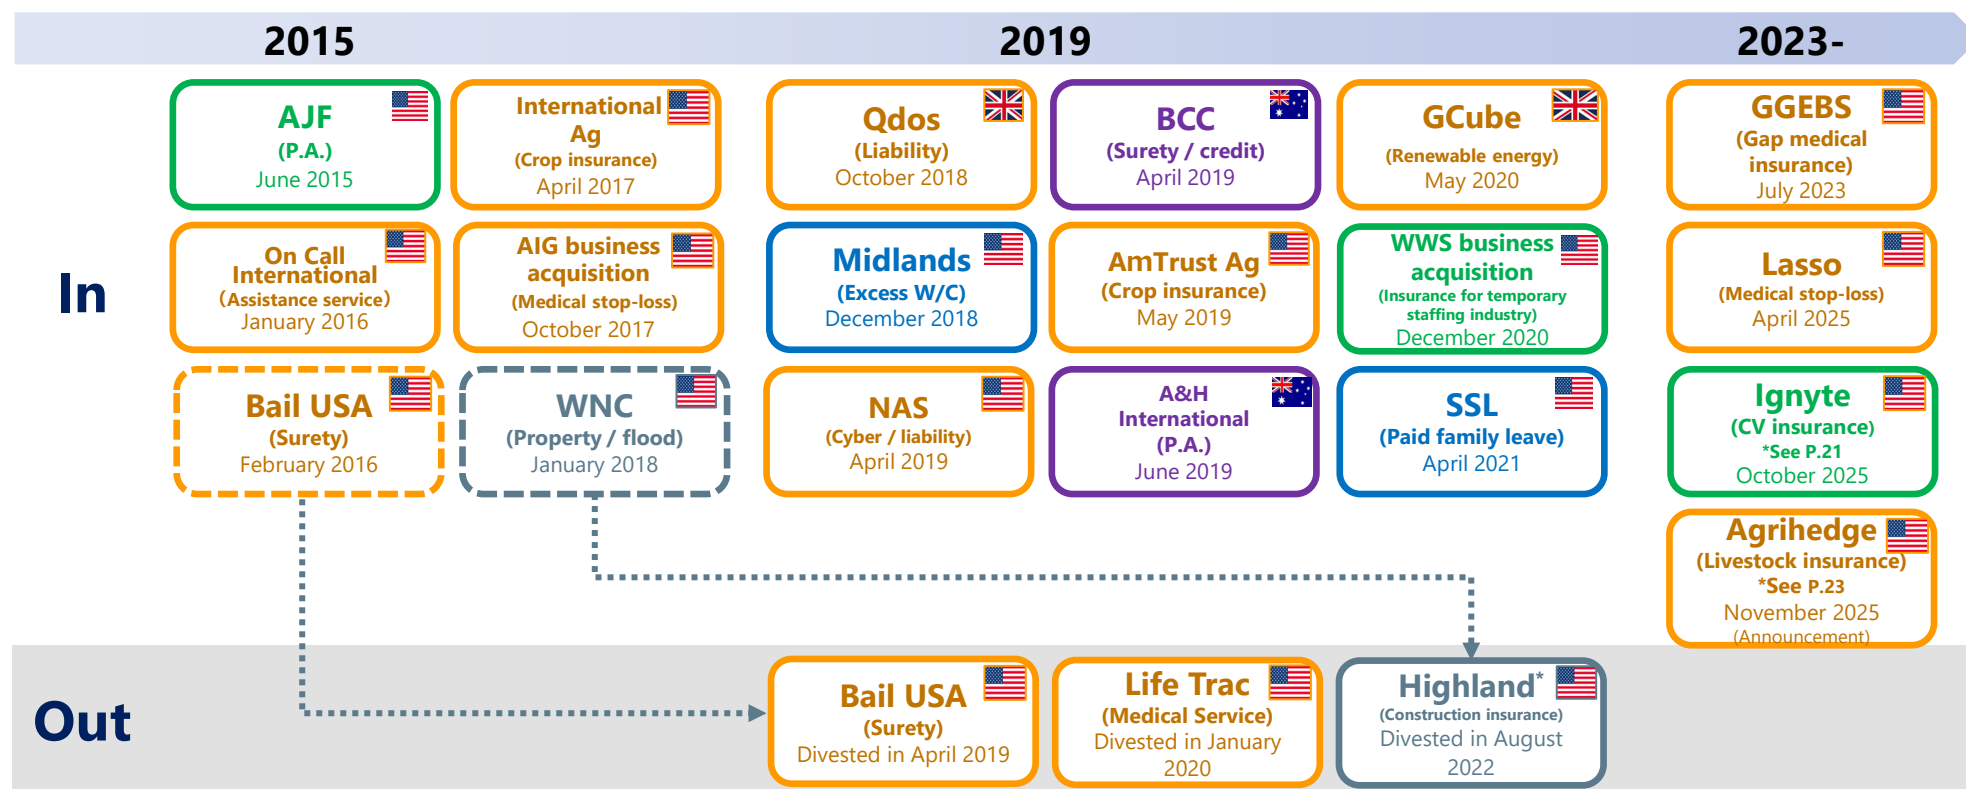 2015
2019
2023-
In
AJF
(P.A.)
June 2015
International
Ag
(Crop insurance)
April 2017
Qdos
(Liability)
October 2018
BCC
(Surety / credit)
April 2019
GCube
(Renewable energy)
May 2020
GGEBS
(Gap medical
insurance)
July 2023
On Call
International
(Assistance service)
January 2016
AIG business
acquisition
(Medical stop-loss)
October 2017
Midlands
(Excess W/C)
December 2018
AmTrust Ag
(Crop insurance)
May 2019
WWS business
acquisition
(Insurance for temporary
staffing industry)
December 2020
Lasso
(Medical stop-loss)
April 2025
Bail USA
(Surety)
February 2016
WNC
(Property / flood)
January 2018
NAS
(Cyber / liability)
April 2019
A&H
International
(P.A.)
June 2019
SSL
(Paid family leave)
April 2021
Ignyte
(CV insurance)
*See P.21
October 2025
Agrihedge
(Livestock insurance)
*See P.23
November 2025
(Announcement)
Out
Bail USA
(Surety)
Divested in April 2019
Life Trac
(Medical Service)
Divested in January
2020
Highland*
(Construction insurance)
Divested in August
2022